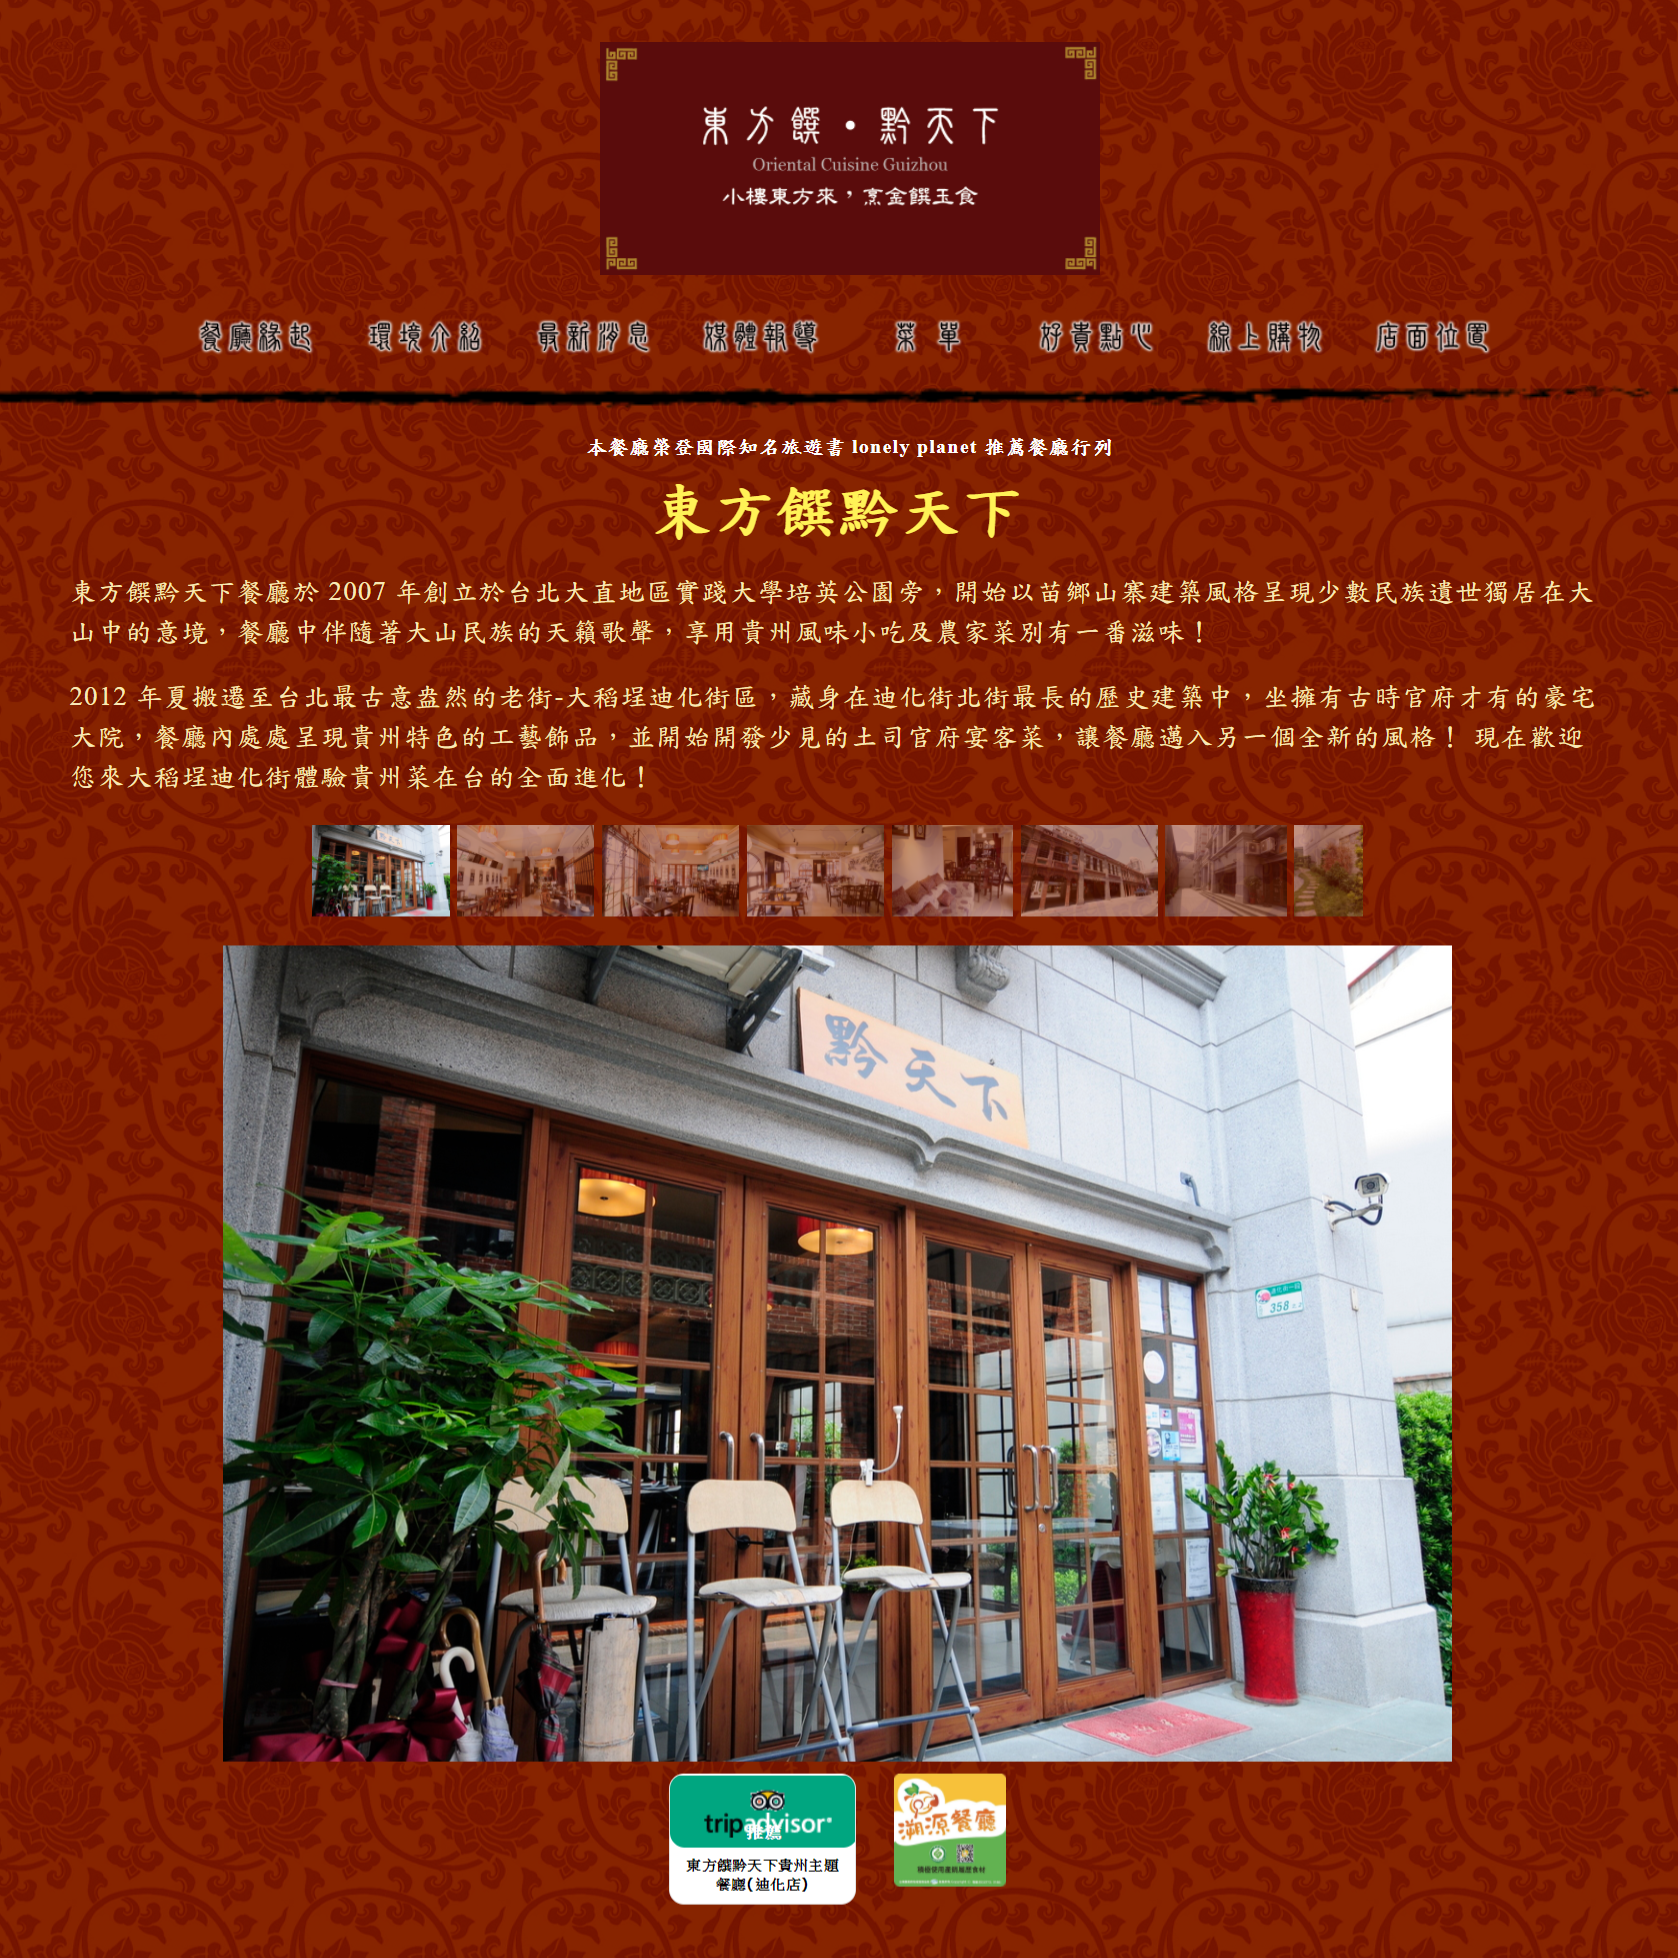 東方饌・黔天下
Oriental Cuisine Guizhou
小樓東方來，烹金饌玉食
餐廳緣起 環境介紹 最新消息 媒體報導 菜單 好貴點心 線上購物 店面位置
本餐廳榮登國際知名旅遊書 lonely planet 推薦餐廳行列
東方饌黔天下
東方饌黔天下餐廳於 2007 年創立於台北大直地區實踐大學培英公園旁，開始以苗鄉山寨建築風格呈現少數民族遺世獨居在大
山中的意境，餐廳中伴隨著大山民族的天籟歌聲，享用貴州風味小吃及農家菜別有一番滋味！
2012 年夏搬遷至台北最古意盎然的老街-大稻埕迪化街區，藏身在迪化街北街最長的歷史建築中，坐擁有古時官府才有的豪宅
大院，餐廳內處處呈現貴州特色的工藝飾品，並開始開發少見的土司官府宴客菜，讓餐廳邁入另一個全新的風格！ 現在歡迎
您來大稻埕迪化街體驗貴州菜在台的全面進化！
黔天下
358
tripadvisor®
推薦
東方饌黔天下貴州主題
餐廳(迪化店)
溯源餐廳
積極使用產銷履歷食材